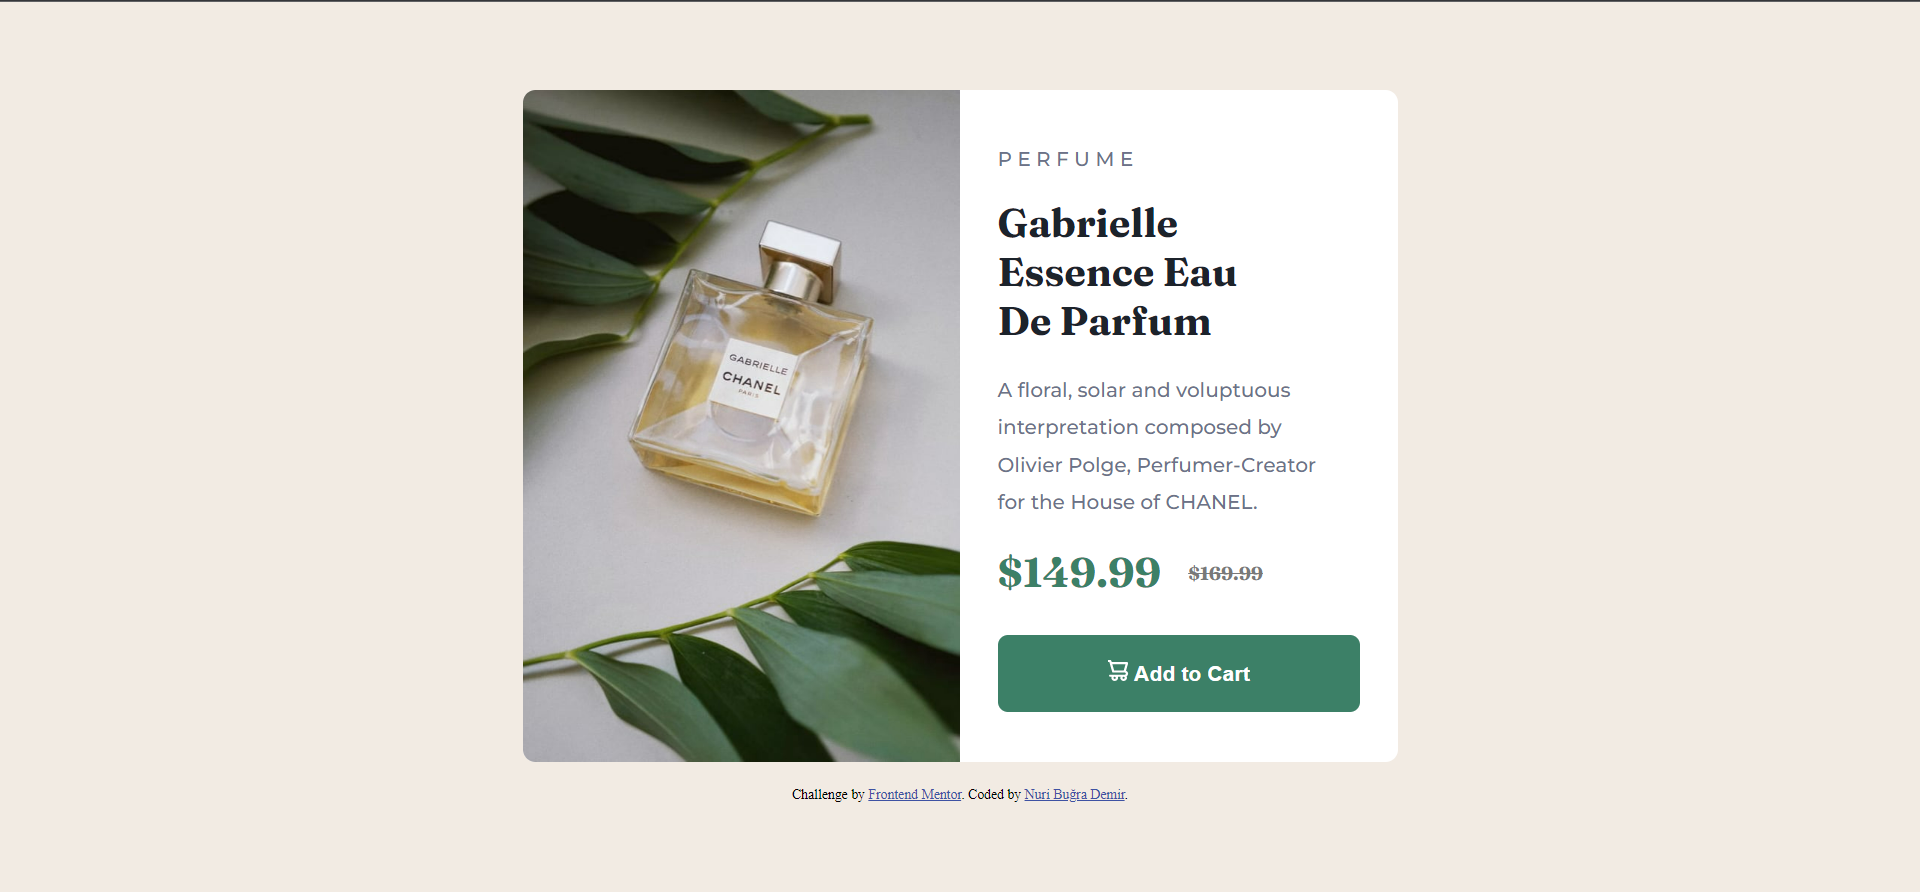 GABRIELLE
CHANEL
PARIS
PERFUME
Gabrielle
Essence Eau
De Parfum
A floral, solar and voluptuous
interpretation composed by
Olivier Polge, Perfumer-Creator
for the House of CHANEL.
$149.99 $169.99
Add to Cart
Challenge by Frontend Mentor. Coded by Nuri Buğra Demir.